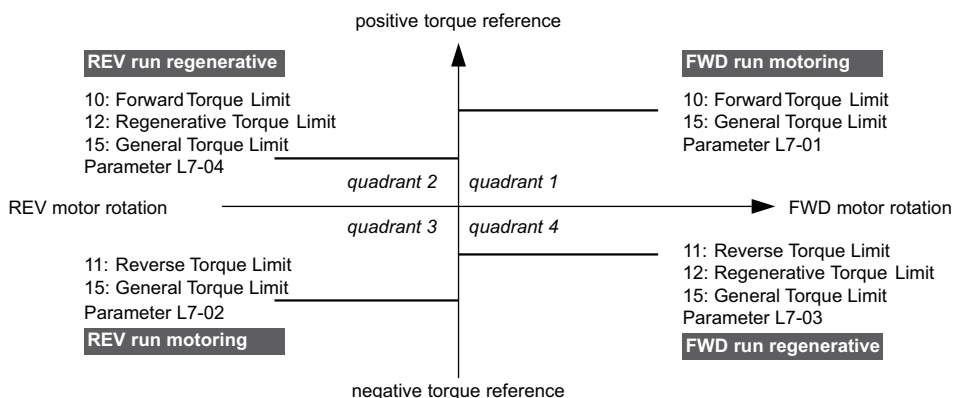 positive torque reference
REV run regenerative
10: Forward Torque Limit
12: Regenerative Torque Limit
15: General Torque Limit
Parameter L7-04
FWD run motoring
10: Forward Torque Limit
15: General Torque Limit
Parameter L7-01
quadrant 2
quadrant 1
REV motor rotation
FWD motor rotation
quadrant 3
quadrant 4
11: Reverse Torque Limit
15: General Torque Limit
Parameter L7-02
REV run motoring
11: Reverse Torque Limit
12: Regenerative Torque Limit
15: General Torque Limit
Parameter L7-03
FWD run regenerative
negative torque reference